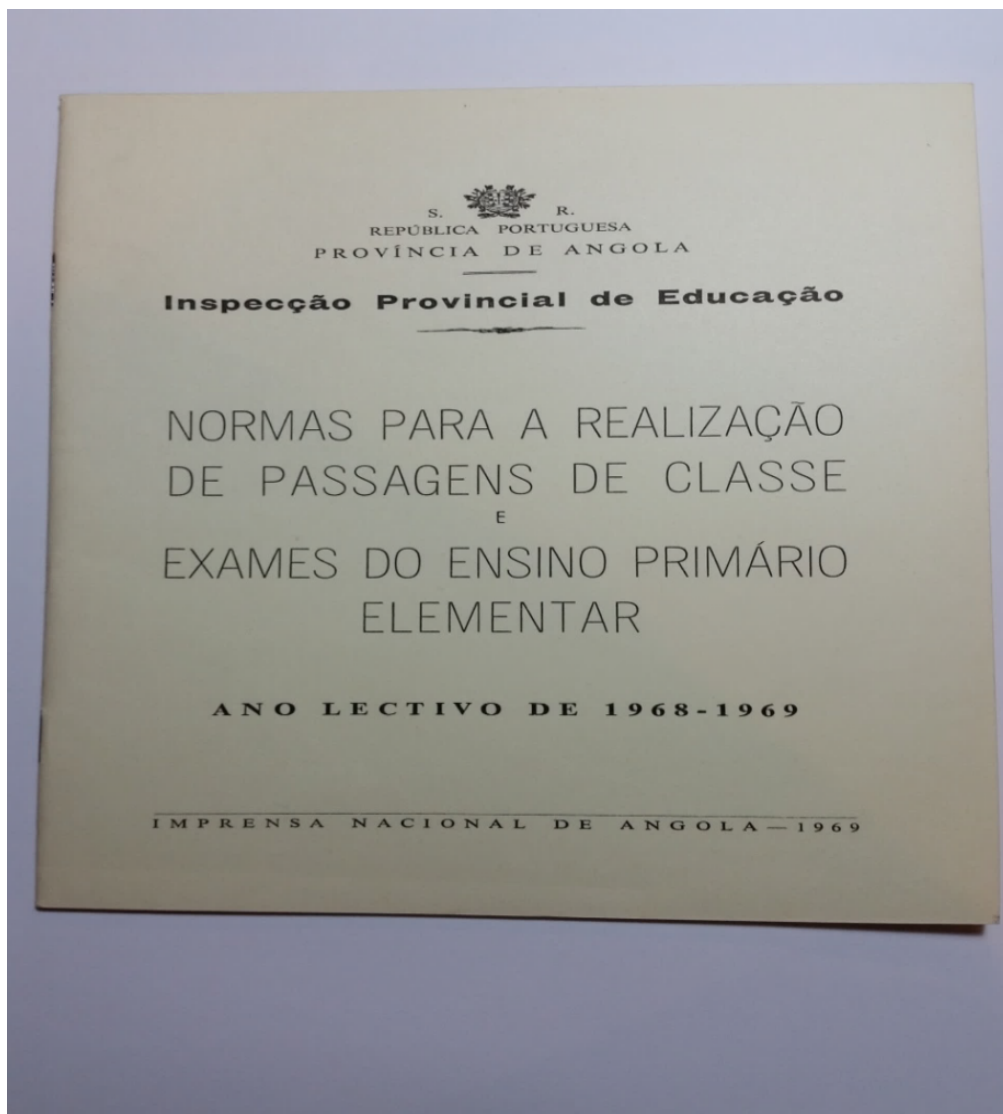 S. R.
REPÚBLICA PORTUGUESA
PROVÍNCIA DE ANGOLA
Inspecção Provincial de Educação
NORMAS PARA A REALIZAÇÃO
DE PASSAGENS DE CLASSE
E
EXAMES DO ENSINO PRIMÁRIO
ELEMENTAR
ANO LECTIVO DE 1968-1969
IMPRENSA NACIONAL DE ANGOLA — 1969